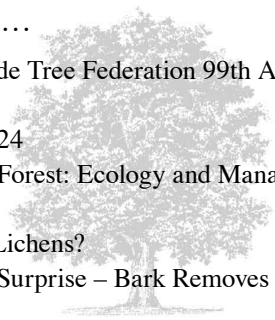 ....
de Tree Federation 99th A
24
Forest: Ecology and Mana
Lichens?
Surprise – Bark Removes